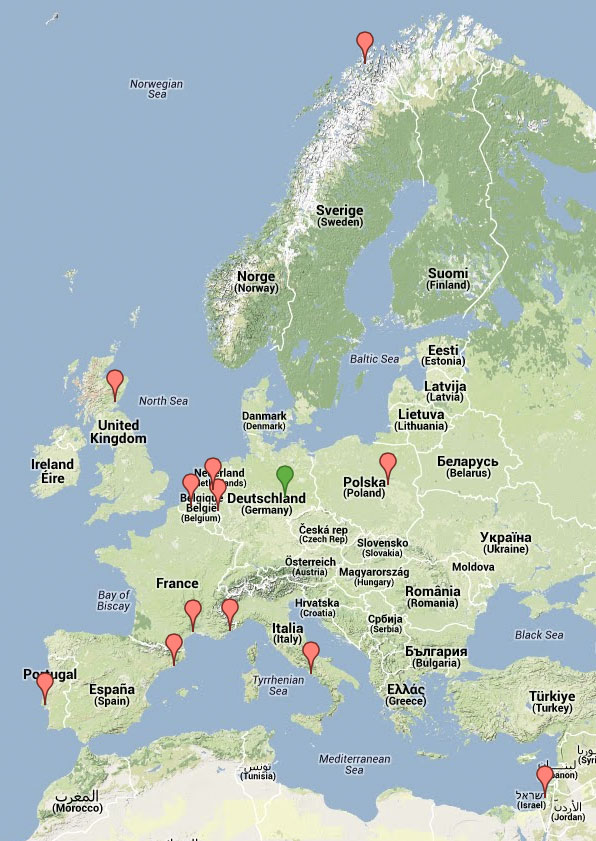 Norwegian
Sea
Sverige
(Sweden)
Norge
(Norway)
Suomi
(Finland)
Eesti
(Estonia)
Baltic Sea
Latvija
(Latvia)
North Sea
Danmark
(Denmark)
Lietuva
(Lithuania)
United
Kingdom
Ireland
Éire
Беларусь
(Belarus)
Polska
(Poland)
Deutschland
(Germany)
Belgique
België
(Belgium)
Česká rep
(Czech Rep)
Slovensko
(Slovakia)
Україна
(Ukraine)
Österreich
(Austria)
Magyarország
(Hungary)
Moldova
France
Bay of
Biscay
România
(Romania)
Hrvatska
(Croatia)
Србија
(Serbia)
Italia
(Italy)
Black Sea
България
(Bulgaria)
España
(Spain)
Tyrrhenian
Sea
Ελλάς
(Greece)
Türkiye
(Turkey)
Mediterranean
Sea
تونس
(Tunisia)
المغرب
(Morocco)
ישראל
(Israel)
(Jordan)